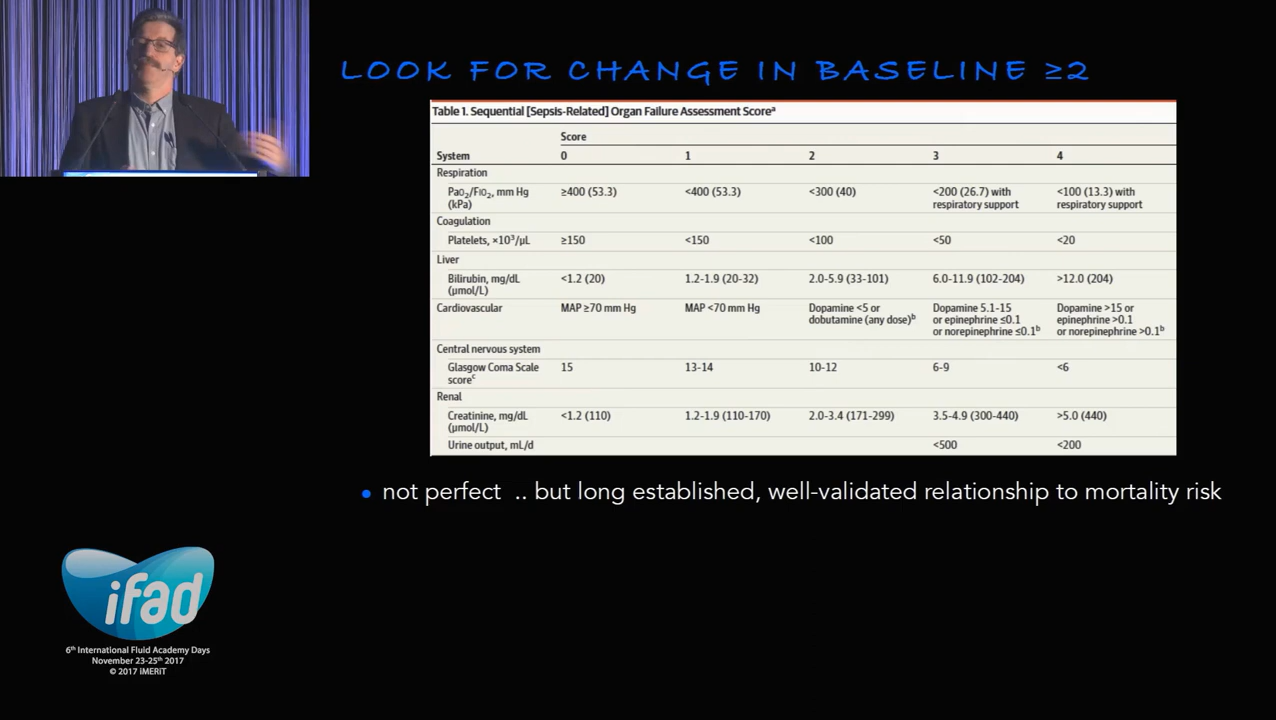 LOOK FOR CHANGE IN BASELINE ≥2
Table 1. Sequential [Sepsis-Related] Organ Failure Assessment Scoreᵃ
Score
System 0 1 2 3 4
Respiration
PaO₂/FIO₂, mm Hg ≥400 (53.3) <400 (53.3) <300 (40) <200 (26.7) with <100 (13.3) with
(kPa) respiratory support respiratory support
Coagulation
Platelets, ×10³/μL ≥150 <150 <100 <50 <20
Liver
Bilirubin, mg/dL <1.2 (20) 1.2-1.9 (20-32) 2.0-5.9 (33-101) 6.0-11.9 (102-204) >12.0 (204)
(μmol/L)
Cardiovascular MAP ≥70 mm Hg MAP <70 mm Hg Dopamine <5 or Dopamine 5.1-15 Dopamine >15 or
dobutamine (any dose)ᵇ or epinephrine ≤0.1 epinephrine >0.1
or norepinephrine ≤0.1ᵇ or norepinephrine >0.1ᵇ
Central nervous system
Glasgow Coma Scale 15 13-14 10-12 6-9 <6
scoreᶜ
Renal
Creatinine, mg/dL <1.2 (110) 1.2-1.9 (110-170) 2.0-3.4 (171-299) 3.5-4.9 (300-440) >5.0 (440)
(μmol/L)
Urine output, mL/d <500 <200
• not perfect .. but long established, well-validated relationship to mortality risk
ifad
6th International Fluid Academy Days
November 23-25th 2017
© 2017 iMERiT